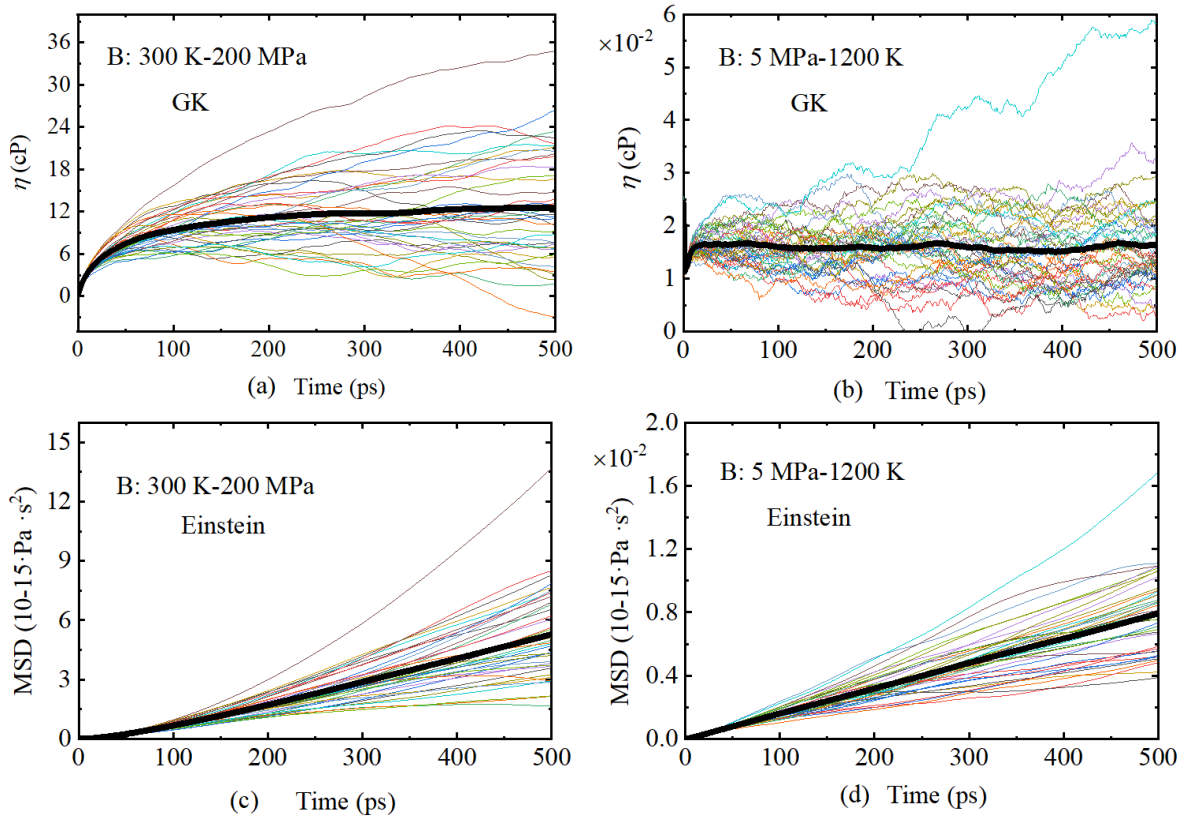 36
30
24
18
12
6
0
η (cP)
B: 300 K-200 MPa
GK
0 100 200 300 400 500
(a) Time (ps)
×10-2
6
5
4
3
2
1
0
η (cP)
B: 5 MPa-1200 K
GK
0 100 200 300 400 500
(b) Time (ps)
15
12
9
6
3
0
MSD (10-15·Pa ·s2)
B: 300 K-200 MPa
Einstein
0 100 200 300 400 500
(c) Time (ps)
×10-2
2.0
1.6
1.2
0.8
0.4
0.0
MSD (10-15·Pa ·s2)
B: 5 MPa-1200 K
Einstein
0 100 200 300 400 500
(d) Time (ps)